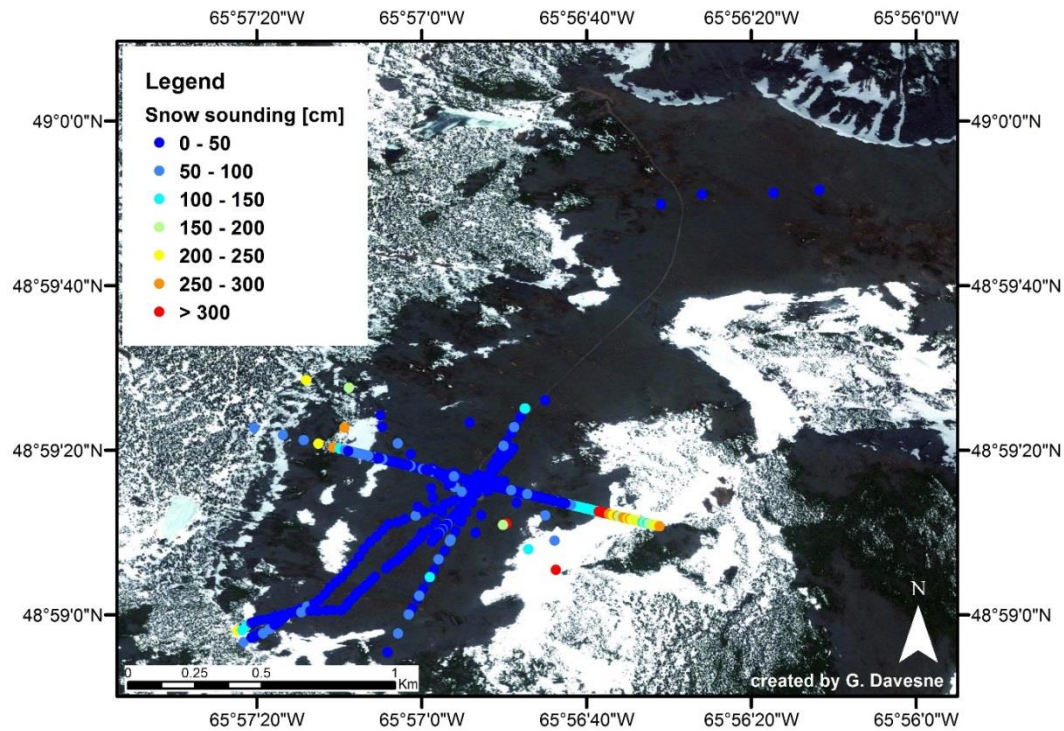 65°57'20"W 65°57'0"W 65°56'40"W 65°56'20"W 65°56'0"W
Legend
Snow sounding [cm]
0 - 50
50 - 100
100 - 150
150 - 200
200 - 250
250 - 300
> 300
49°0'0"N 49°0'0"N
48°59'40"N 48°59'40"N
48°59'20"N 48°59'20"N
48°59'0"N 48°59'0"N
N
0 0.25 0.5 1
Km
created by G. Davesne
65°57'20"W 65°57'0"W 65°56'40"W 65°56'20"W 65°56'0"W